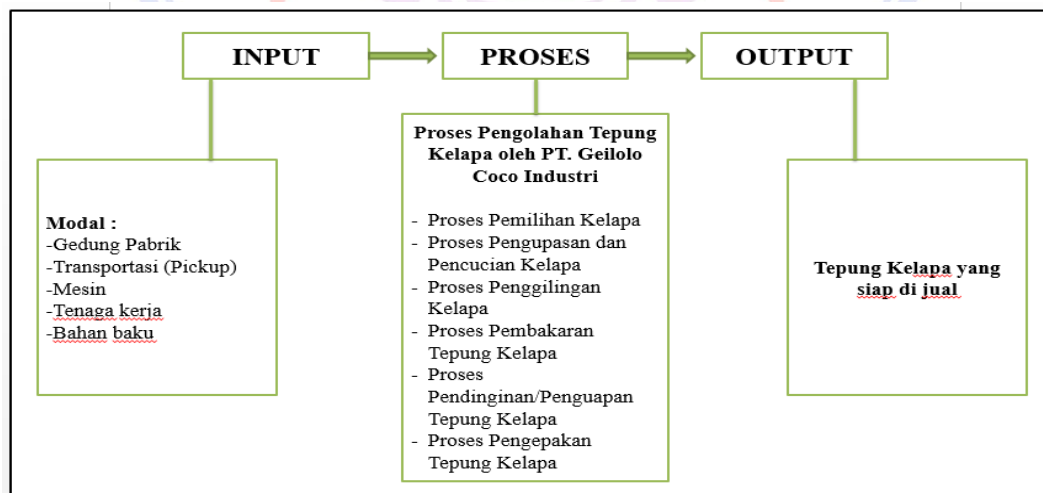 INPUT
PROSES
OUTPUT
Modal :
-Gedung Pabrik
-Transportasi (Pickup)
-Mesin
-Tenaga kerja
-Bahan baku
Proses Pengolahan Tepung
Kelapa oleh PT. Geilolo
Coco Industri
- Proses Pemilihan Kelapa
- Proses Pengupasan dan
Pencucian Kelapa
- Proses Penggilingan
Kelapa
- Proses Pembakaran
Tepung Kelapa
- Proses
Pendinginan/Penguapan
Tepung Kelapa
- Proses Pengepakan
Tepung Kelapa
Tepung Kelapa yang
siap di jual